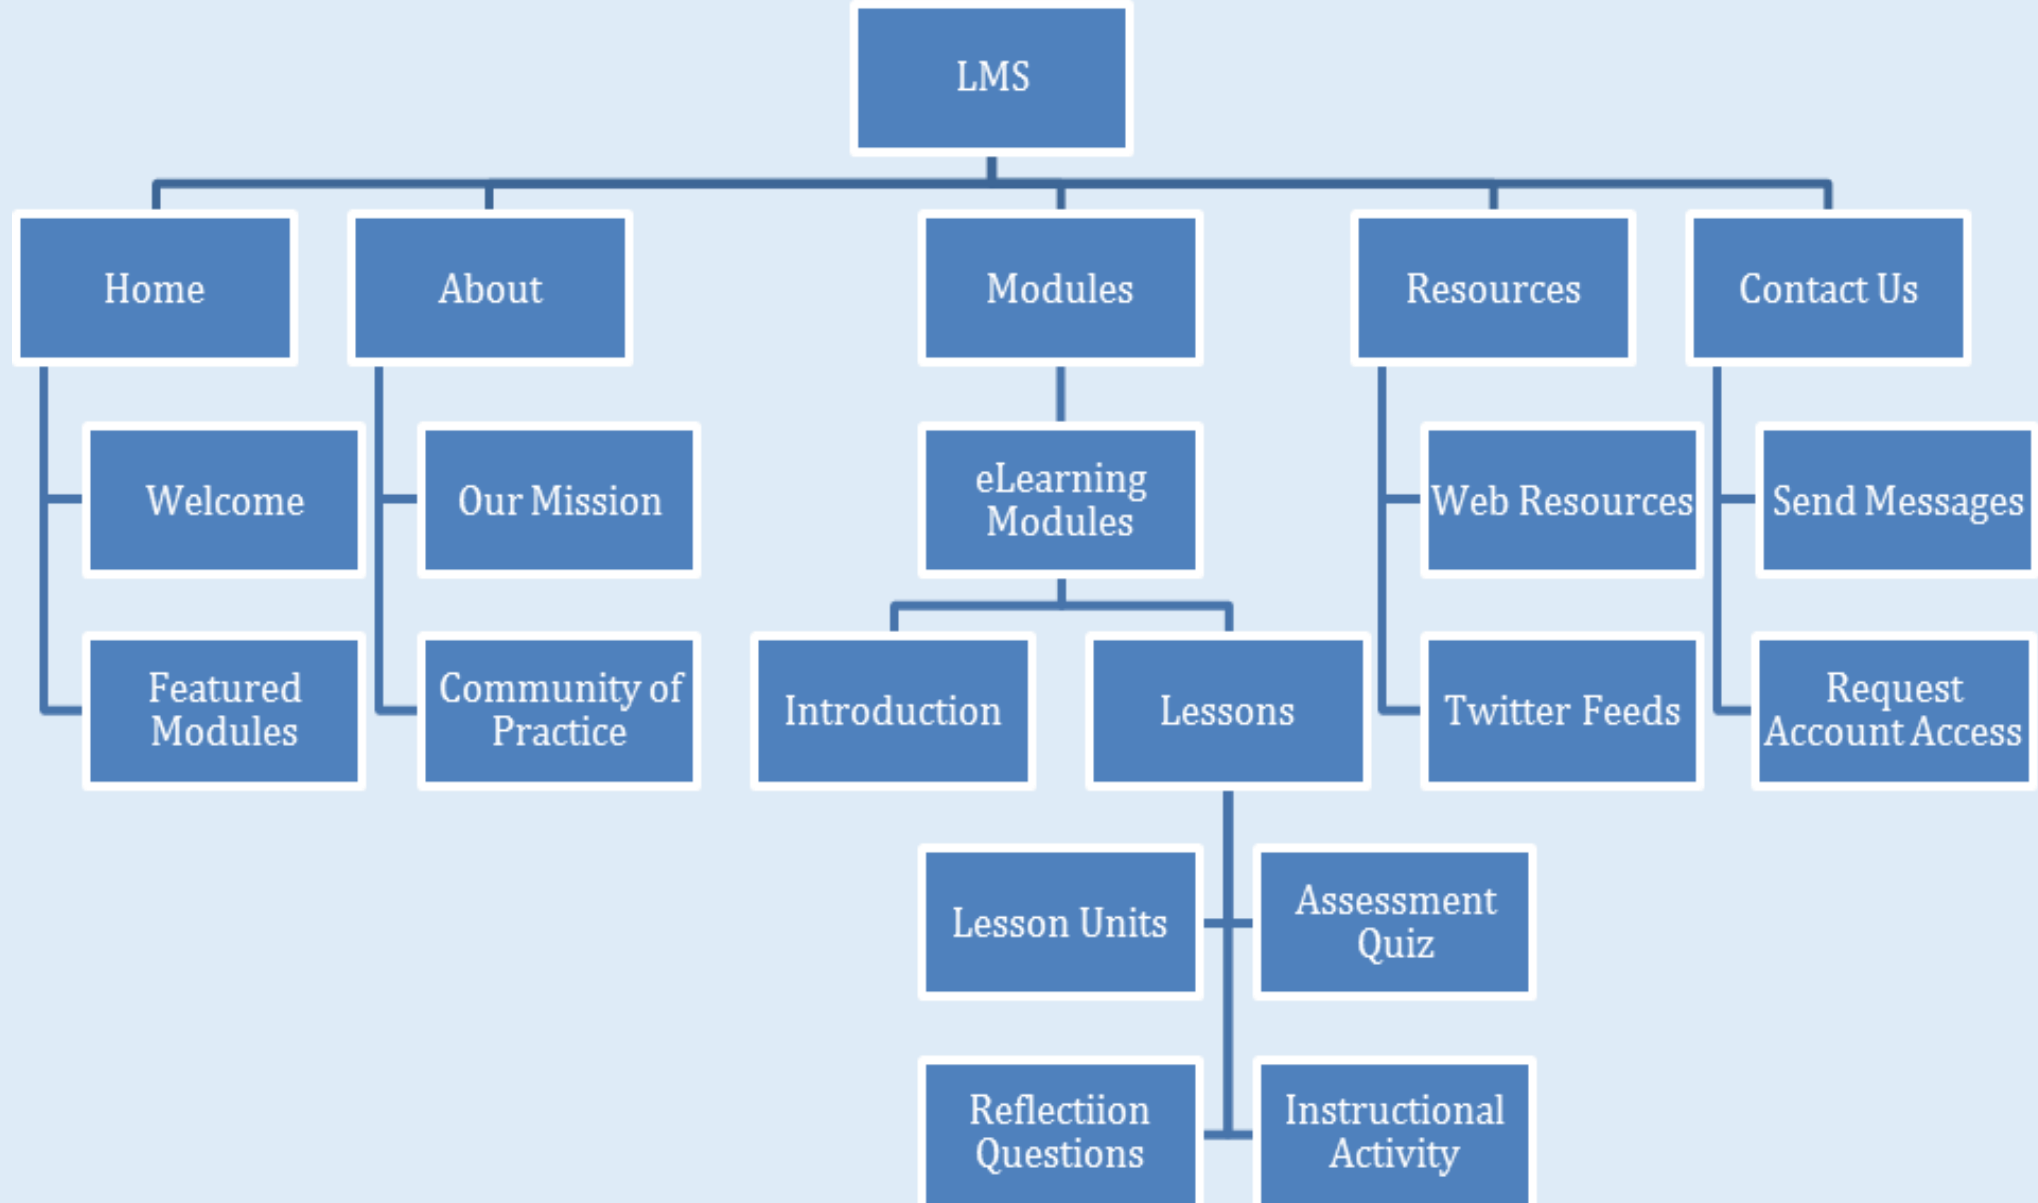 LMS
Home
About
Modules
Resources
Contact Us
Welcome
Our Mission
eLearning
Modules
Web Resources
Send Messages
Featured
Modules
Community of
Practice
Introduction
Lessons
Twitter Feeds
Request
Account Access
Lesson Units
Assessment
Quiz
Reflectiion
Questions
Instructional
Activity